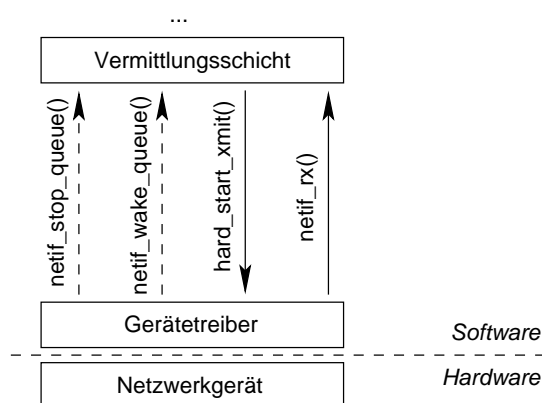 ...
Vermittlungsschicht
netif_stop_queue()
netif_wake_queue()
hard_start_xmit()
netif_rx()
Gerätetreiber
Software
Hardware
Netzwerkgerät